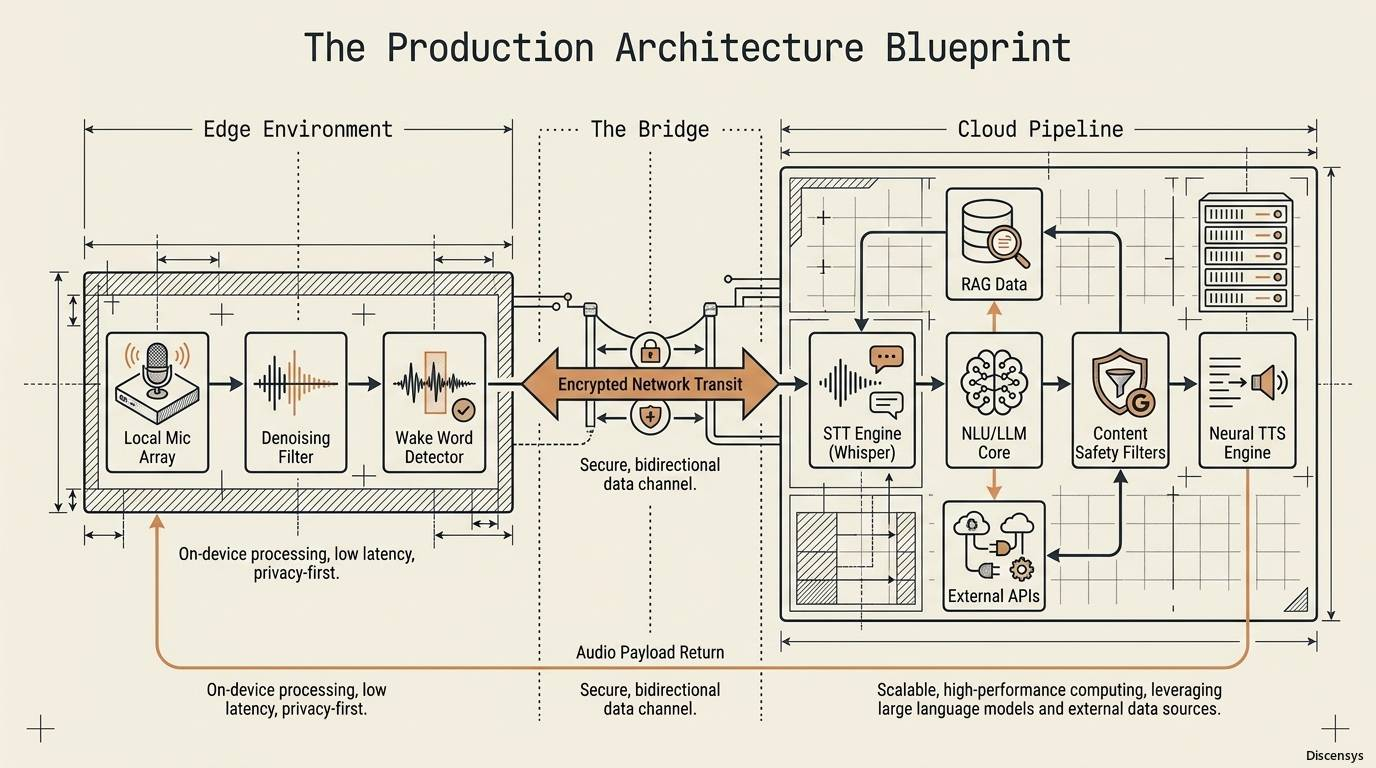 The Production Architecture Blueprint
Edge Environment
The Bridge
Cloud Pipeline
Local Mic
Array
Denoising
Filter
Wake Word
Detector
On-device processing, low latency,
privacy-first.
Encrypted Network Transit
Secure, bidirectional
data channel.
RAG Data
STT Engine
(Whisper)
NLU/LLM
Core
Content
Safety Filters
G
Neural TTS
Engine
External APIs
Audio Payload Return
On-device processing, low
latency, privacy-first.
Secure, bidirectional
data channel.
Scalable, high-performance computing, leveraging
large language models and external data sources.
Discensys